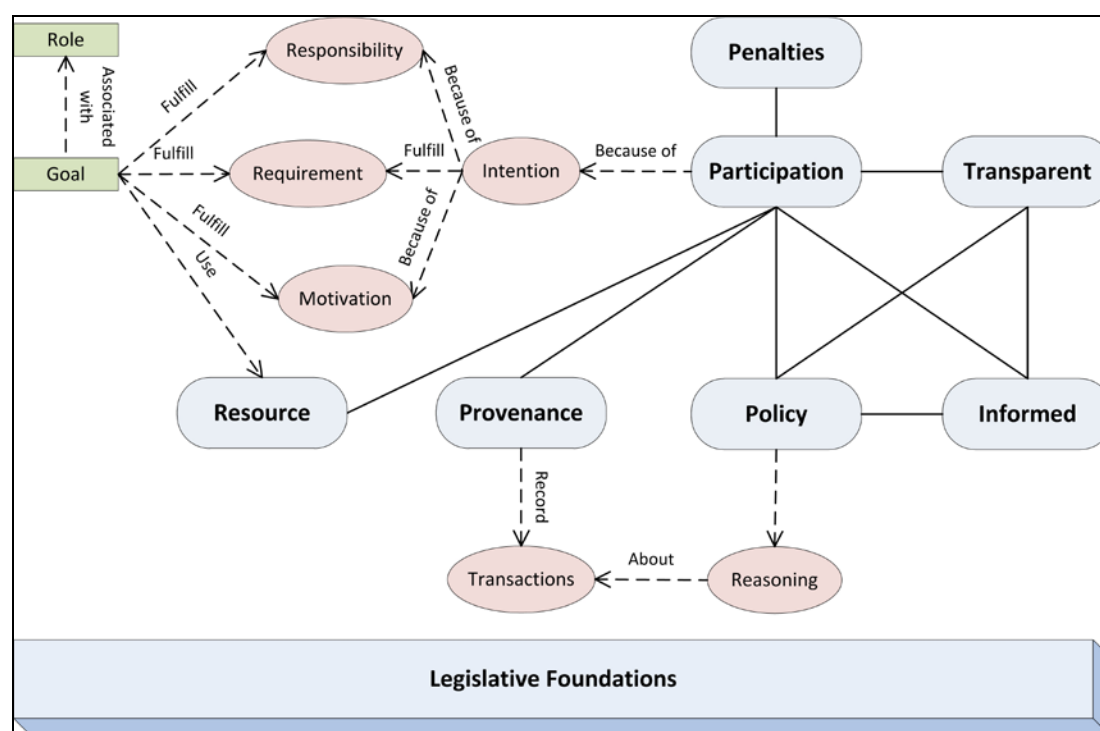 Role
Responsibility
Penalties
Associated
with
Fulfill
Because of
Goal
Fulfill
Requirement
Fulfill
Intention
Because of
Participation
Transparent
Fulfill
Use
Because of
Motivation
Resource
Provenance
Policy
Informed
Record
Transactions
About
Reasoning
Legislative Foundations